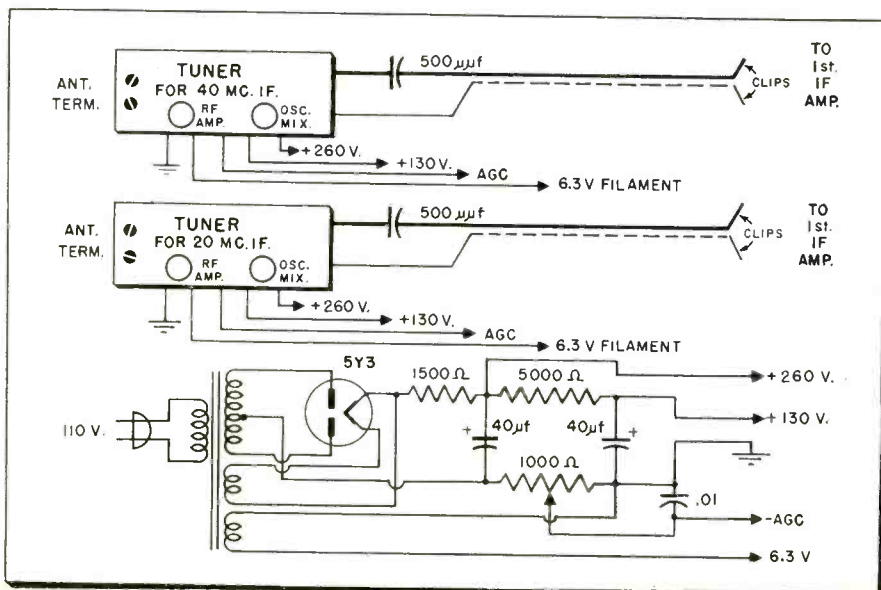 ANT. TERM.
TUNER
FOR 40 MC. I.F.
RF AMP.
OSC. MIX.
500 μμf
CLIPS
TO 1st. IF AMP.
+260 V.
+130 V.
AGC
6.3 V FILAMENT
ANT. TERM.
TUNER
FOR 20 MC. I.F.
RF AMP.
OSC. MIX.
500 μμf
CLIPS
TO 1st. IF AMP.
+260 V.
+130 V.
AGC
6.3 V FILAMENT
5Y3
1500 Ω
5000 Ω
+ 260 V.
+ 130 V.
110 V.
+
40μf
40μf
+
1000 Ω
.01
-AGC
6.3 V